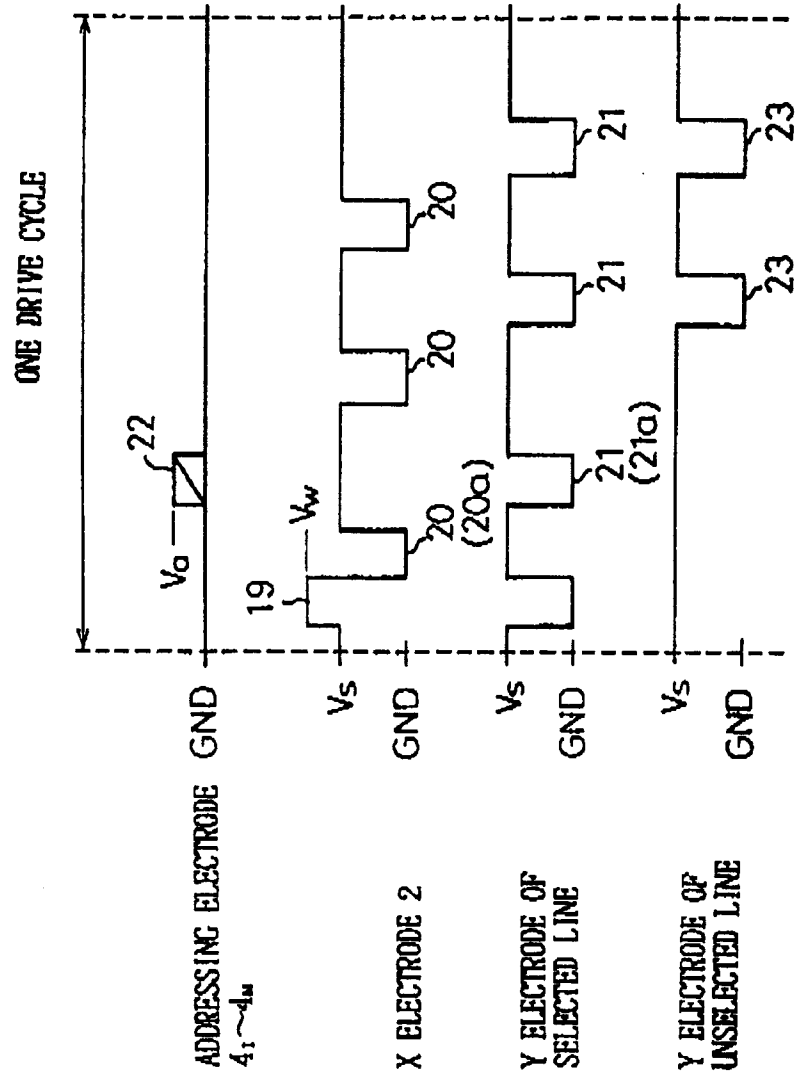 ONE DRIVE CYCLE
ADDRESSING ELECTRODE
4₁~4ₘ
GND
Va
22
X ELECTRODE 2
Vs
GND
19
Vw
20
(20a)
20
20
Y ELECTRODE OF
SELECTED LINE
Vs
GND
21
(21a)
21
21
Y ELECTRODE OF
UNSELECTED LINE
Vs
GND
23
23